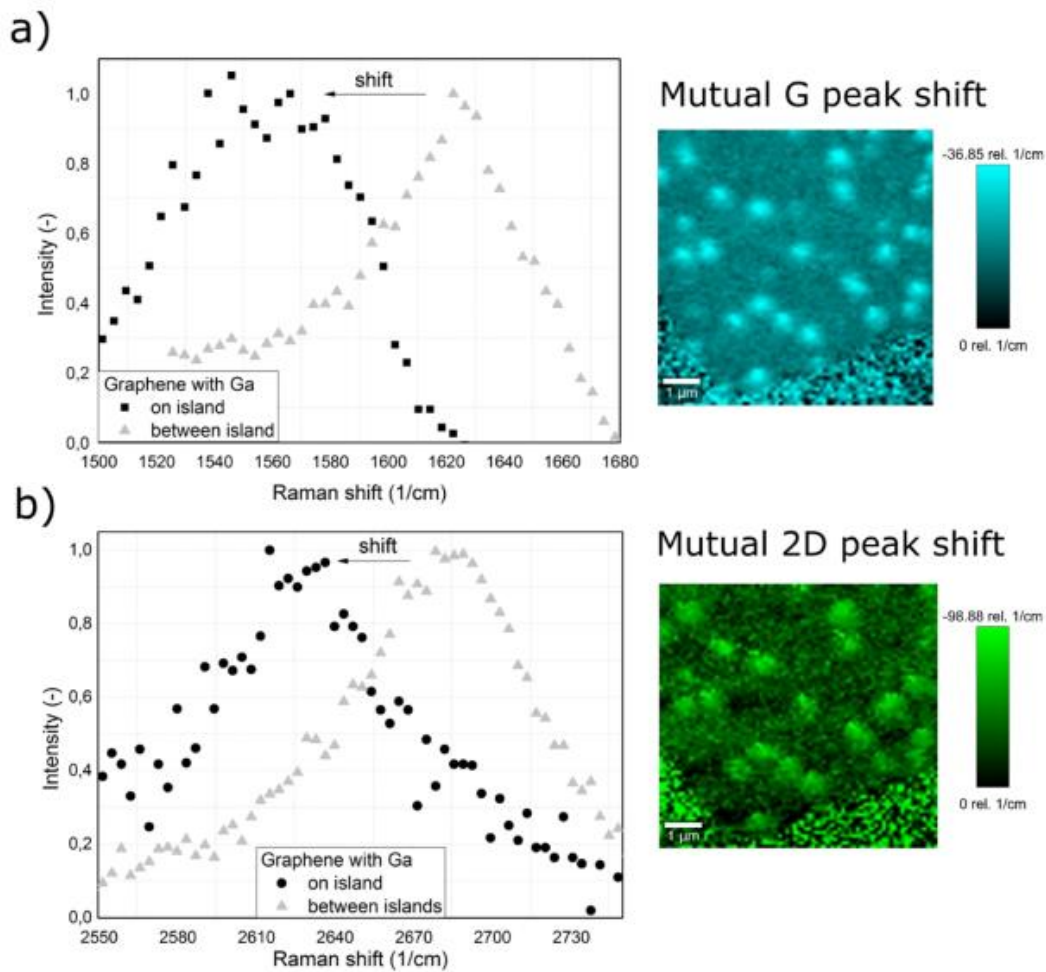 a)
1,0
0,8
0,6
0,4
0,2
0,0
Intensity (-)
shift
Graphene with Ga
on island
between island
1500 1520 1540 1560 1580 1600 1620 1640 1660 1680
Raman shift (1/cm)
Mutual G peak shift
-36.85 rel. 1/cm
0 rel. 1/cm
1 µm
b)
1,0
0,8
0,6
0,4
0,2
0,0
Intensity (-)
shift
Graphene with Ga
on island
between islands
2550 2580 2610 2640 2670 2700 2730
Raman shift (1/cm)
Mutual 2D peak shift
-98.88 rel. 1/cm
0 rel. 1/cm
1 µm